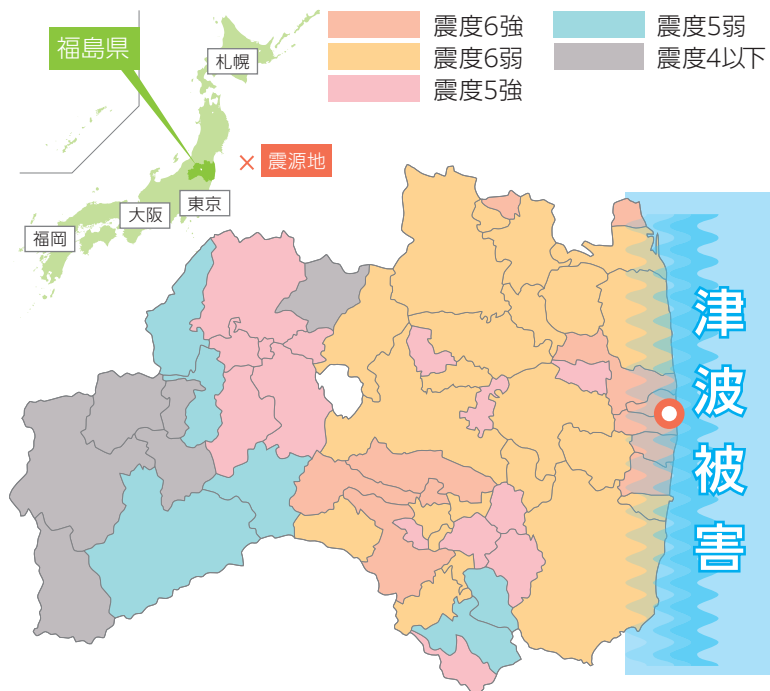 福島県
札幌
震源地
東京
大阪
福岡
震度6強
震度6弱
震度5強
震度5弱
震度4以下
津波被害